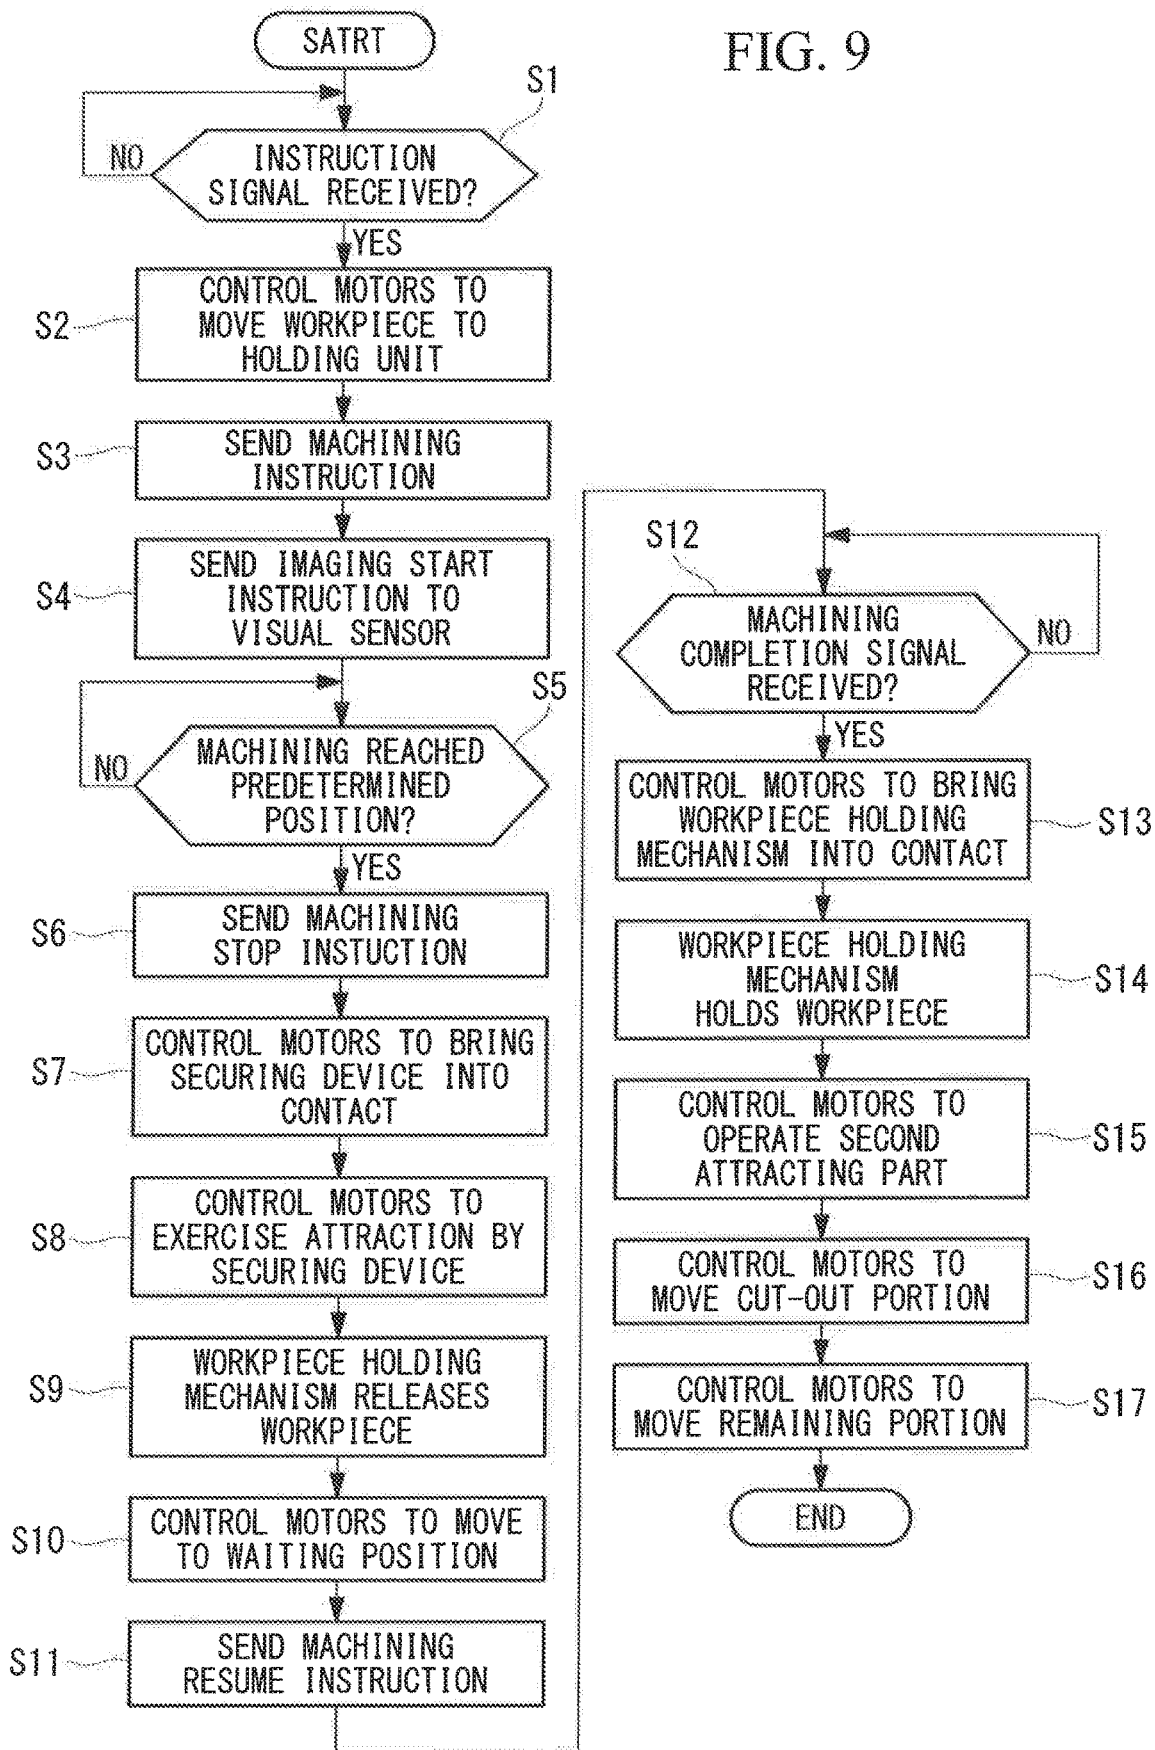 FIG. 9
SATRT
S1
NO
INSTRUCTION
SIGNAL RECEIVED?
YES
S2
CONTROL MOTORS TO
MOVE WORKPIECE TO
HOLDING UNIT
S3
SEND MACHINING
INSTRUCTION
S4
SEND IMAGING START
INSTRUCTION TO
VISUAL SENSOR
S5
NO
MACHINING REACHED
PREDETERMINED
POSITION?
YES
S6
SEND MACHINING
STOP INSTUCTION
S7
CONTROL MOTORS TO BRING
SECURING DEVICE INTO
CONTACT
S8
CONTROL MOTORS TO
EXERCISE ATTRACTION BY
SECURING DEVICE
S9
WORKPIECE HOLDING
MECHANISM RELEASES
WORKPIECE
S10
CONTROL MOTORS TO MOVE
TO WAITING POSITION
S11
SEND MACHINING
RESUME INSTRUCTION
S12
MACHINING
COMPLETION SIGNAL
RECEIVED?
NO
YES
CONTROL MOTORS TO BRING
WORKPIECE HOLDING
MECHANISM INTO CONTACT
S13
WORKPIECE HOLDING
MECHANISM
HOLDS WORKPIECE
S14
CONTROL MOTORS TO
OPERATE SECOND
ATTRACTING PART
S15
CONTROL MOTORS TO
MOVE CUT-OUT PORTION
S16
CONTROL MOTORS TO
MOVE REMAINING PORTION
S17
END